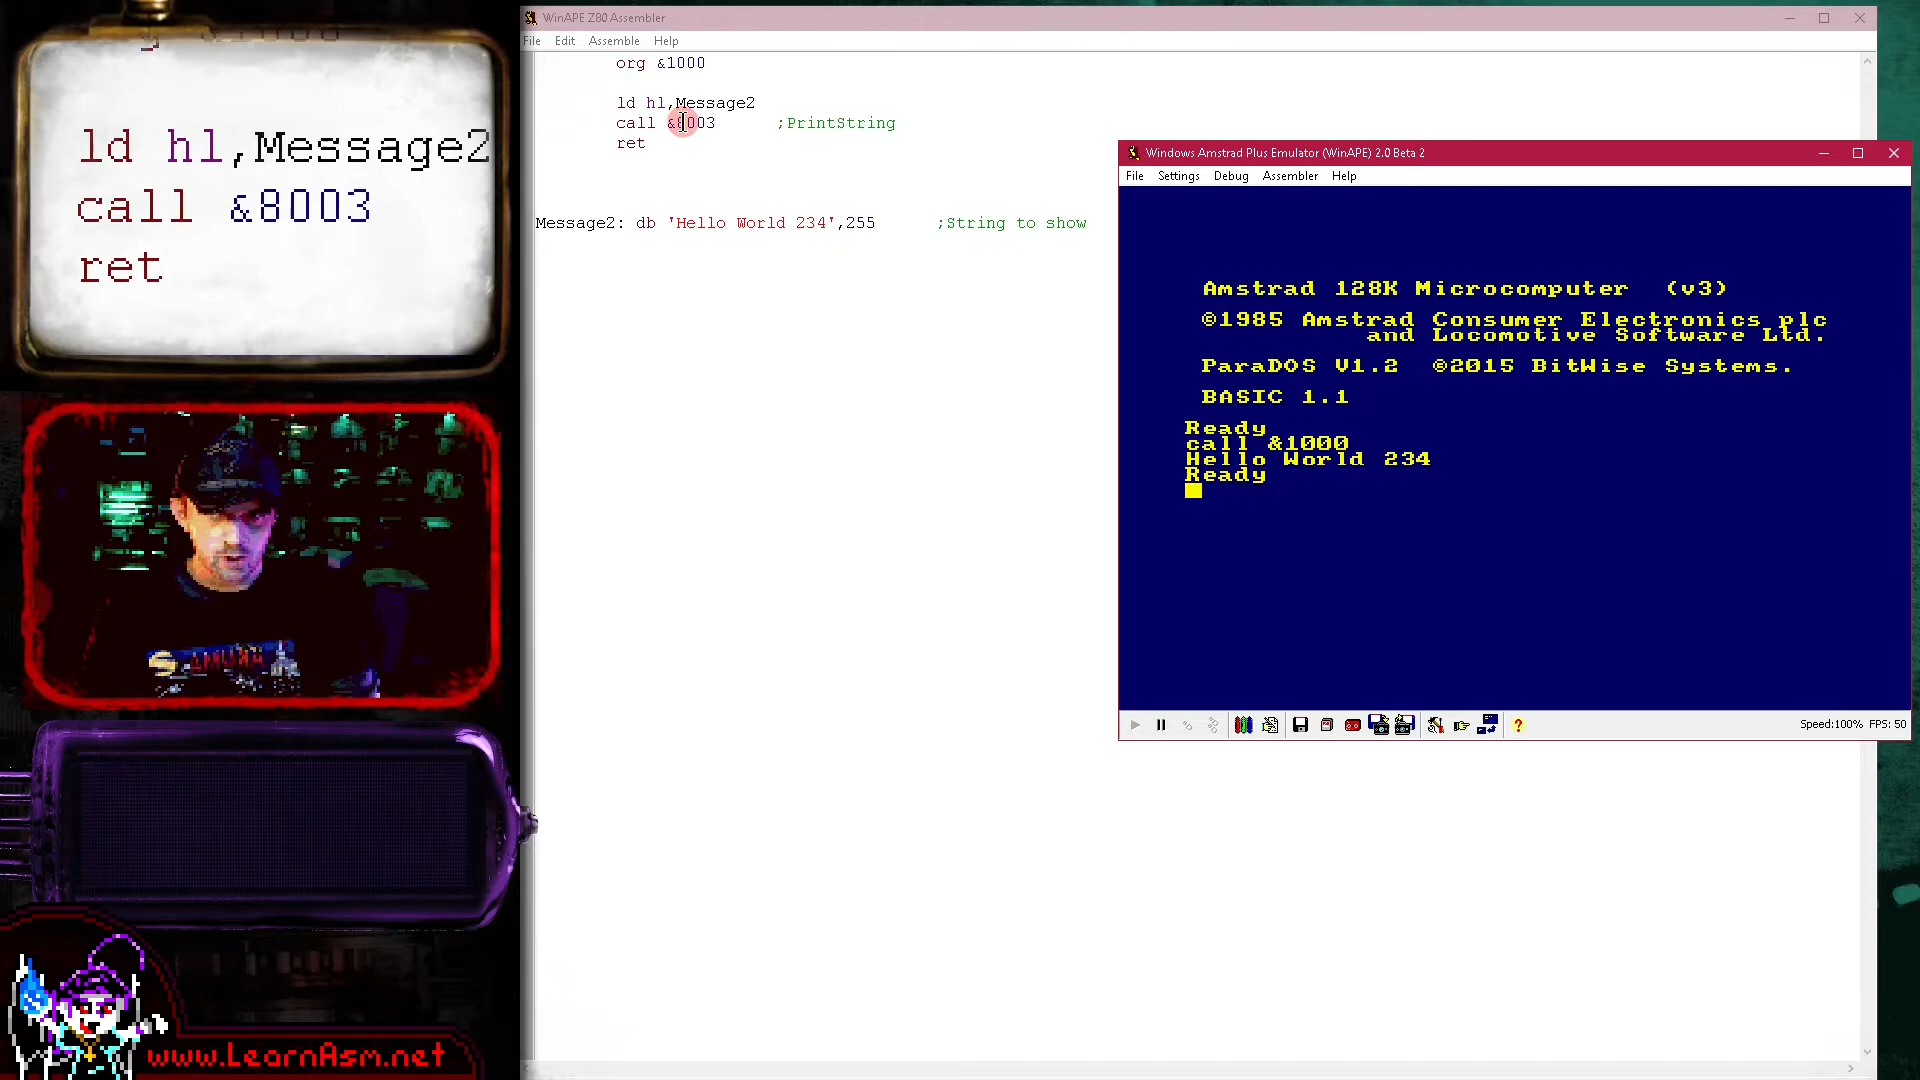 ld hl,Message2
call &8003
ret
www.LearnAsm.net
WinAPE Z80 Assembler
File Edit Assemble Help
org &1000
ld hl,Message2
call &8003 ;PrintString
ret
Message2: db 'Hello World 234',255 ;String to show
Windows Amstrad Plus Emulator (WinAPE) 2.0 Beta 2
File Settings Debug Assembler Help
Amstrad 128K Microcomputer (v3)
©1985 Amstrad Consumer Electronics plc
and Locomotive Software Ltd.
ParaDOS V1.2 ©2015 BitWise Systems.
BASIC 1.1
Ready
call &1000
Hello World 234
Ready
Speed:100% FPS: 50